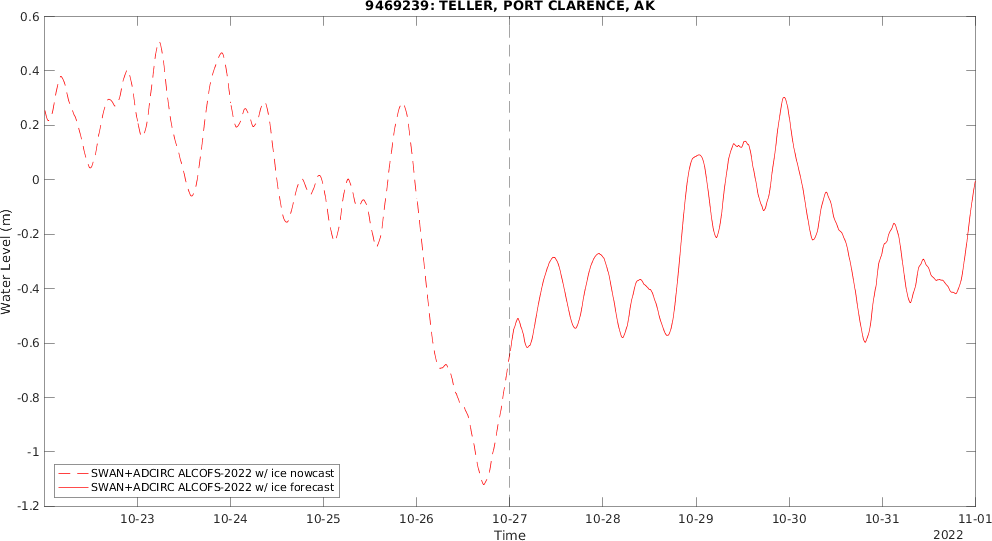 9469239: TELLER, PORT CLARENCE, AK
Water Level (m)
0.6
0.4
0.2
0
-0.2
-0.4
-0.6
-0.8
-1
-1.2
SWAN+ADCIRC ALCOFS-2022 w/ ice nowcast
SWAN+ADCIRC ALCOFS-2022 w/ ice forecast
10-23 10-24 10-25 10-26 10-27 10-28 10-29 10-30 10-31 11-01
Time
2022